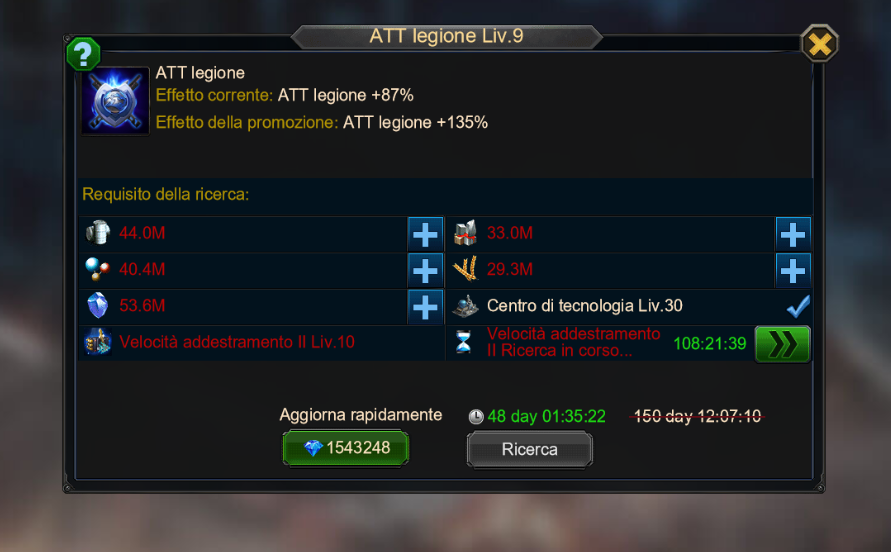 ATT legione Liv.9
?
ATT legione
Effetto corrente: ATT legione +87%
Effetto della promozione: ATT legione +135%
Requisito della ricerca:
44.0M
33.0M
40.4M
29.3M
53.6M
Centro di tecnologia Liv.30
Velocità addestramento II Liv.10
Velocità addestramento
II Ricerca in corso...
108:21:39
Aggiorna rapidamente
48 day 01:35:22
150 day 12:07:10
1543248
Ricerca